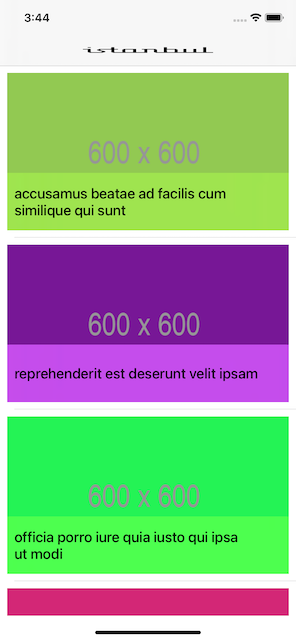 3:44
istanbul
600 x 600
accusamus beatae ad facilis cum
similique qui sunt
600 x 600
reprehenderit est deserunt velit ipsam
600 x 600
officia porro iure quia iusto qui ipsa
ut modi